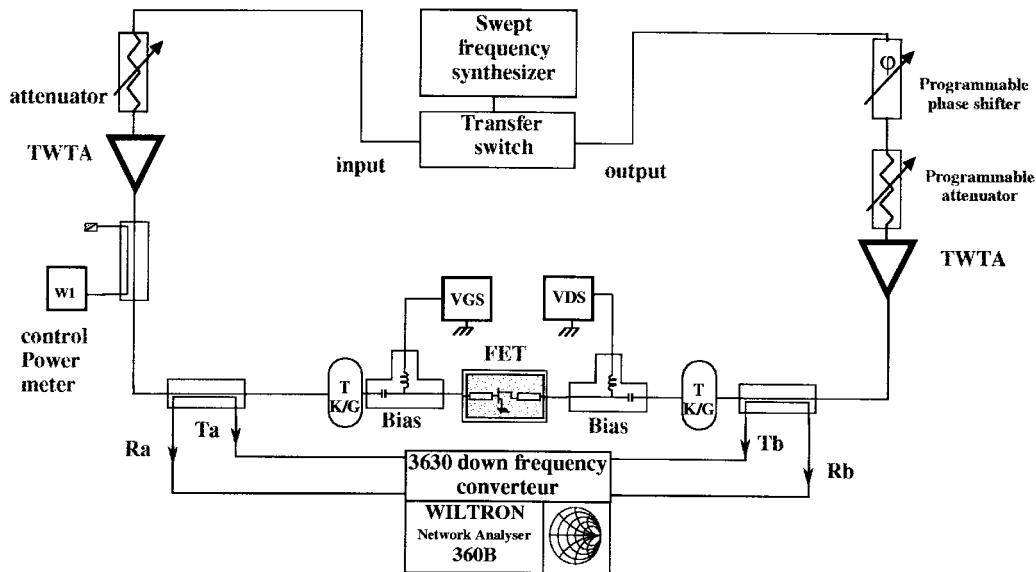 Swept
frequency
synthesizer
Transfer
switch
input
output
attenuator
TWTA
φ
Programmable
phase shifter
Programmable
attenuator
TWTA
W1
control
Power
meter
VGS
VDS
FET
T
K/G
Bias
Bias
T
K/G
Ra
Ta
Tb
Rb
3630 down frequency
converteur
WILTRON
Network Analyser
360B